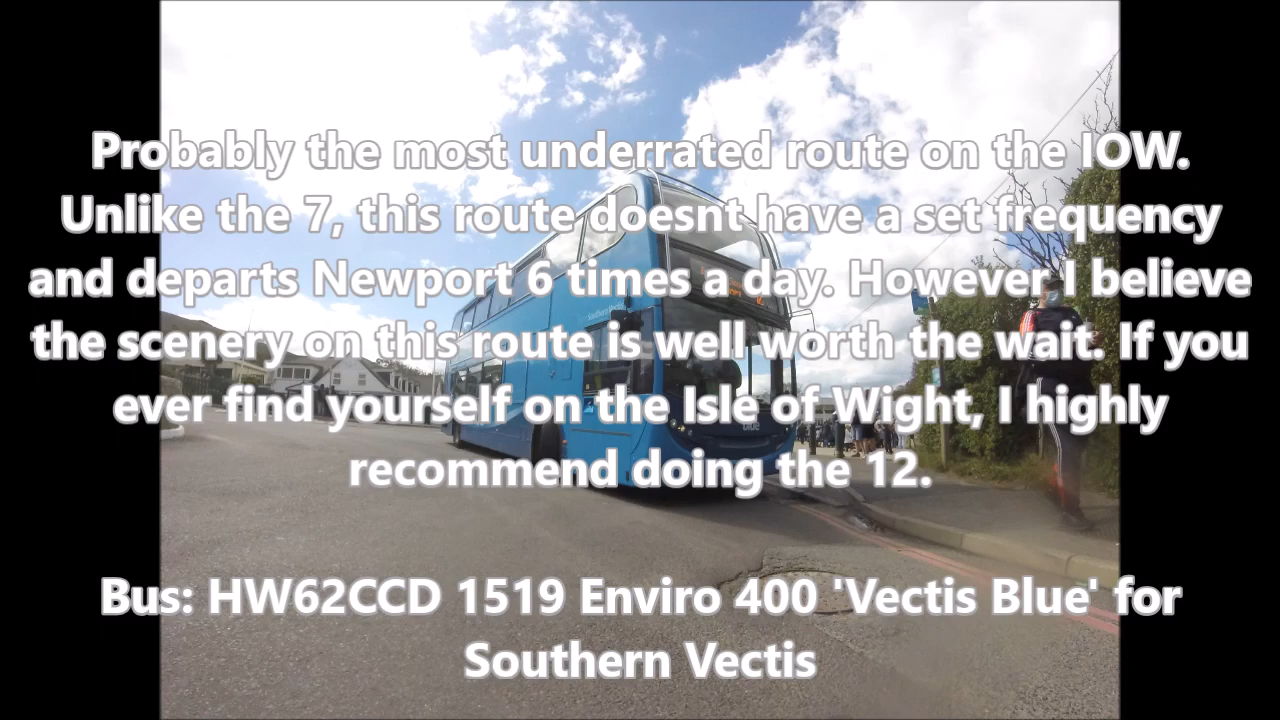 Probably the most underrated route on the IOW.
Unlike the 7, this route doesnt have a set frequency
and departs Newport 6 times a day. However I believe
the scenery on this route is well worth the wait. If you
ever find yourself on the Isle of Wight, I highly
recommend doing the 12.
Bus: HW62CCD 1519 Enviro 400 'Vectis Blue' for
Southern Vectis
Southern Vectis
blue